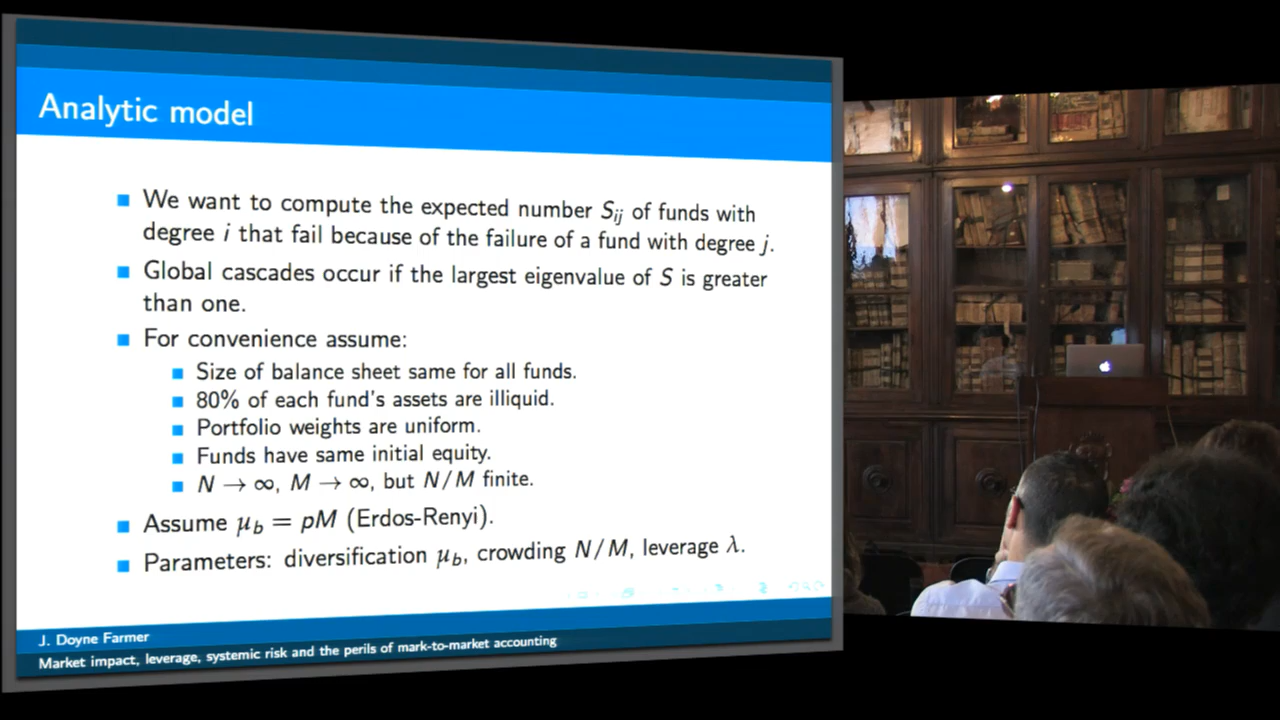 Analytic model
We want to compute the expected number Sij of funds with
degree i that fail because of the failure of a fund with degree j.
Global cascades occur if the largest eigenvalue of S is greater
than one.
For convenience assume:
Size of balance sheet same for all funds.
80% of each fund's assets are illiquid.
Portfolio weights are uniform.
Funds have same initial equity.
N → ∞, M → ∞, but N/M finite.
Assume μb = pM (Erdos-Renyi).
Parameters: diversification μb, crowding N/M, leverage λ.
J. Doyne Farmer
Market impact, leverage, systemic risk and the perils of mark-to-market accounting